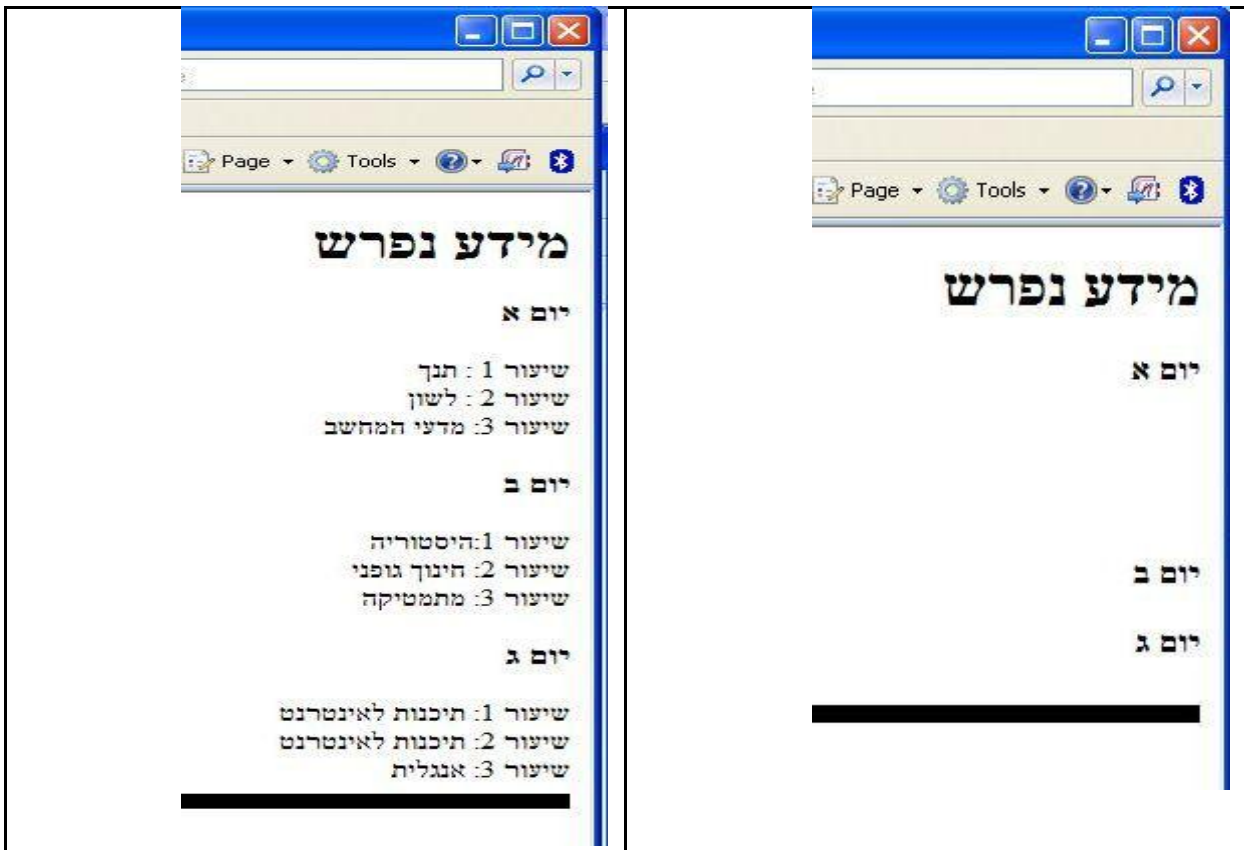 Page Tools
מידע נפרש
יום א
שיעור 1 : תנך
שיעור 2 : לשון
שיעור 3: מדעי המחשב
יום ב
שיעור 1:היסטוריה
שיעור 2: חינוך גופני
שיעור 3: מתמטיקה
יום ג
שיעור 1: תיכנות לאינטרנט
שיעור 2: תיכנות לאינטרנט
שיעור 3: אנגלית
Page Tools
מידע נפרש
יום א
יום ב
יום ג